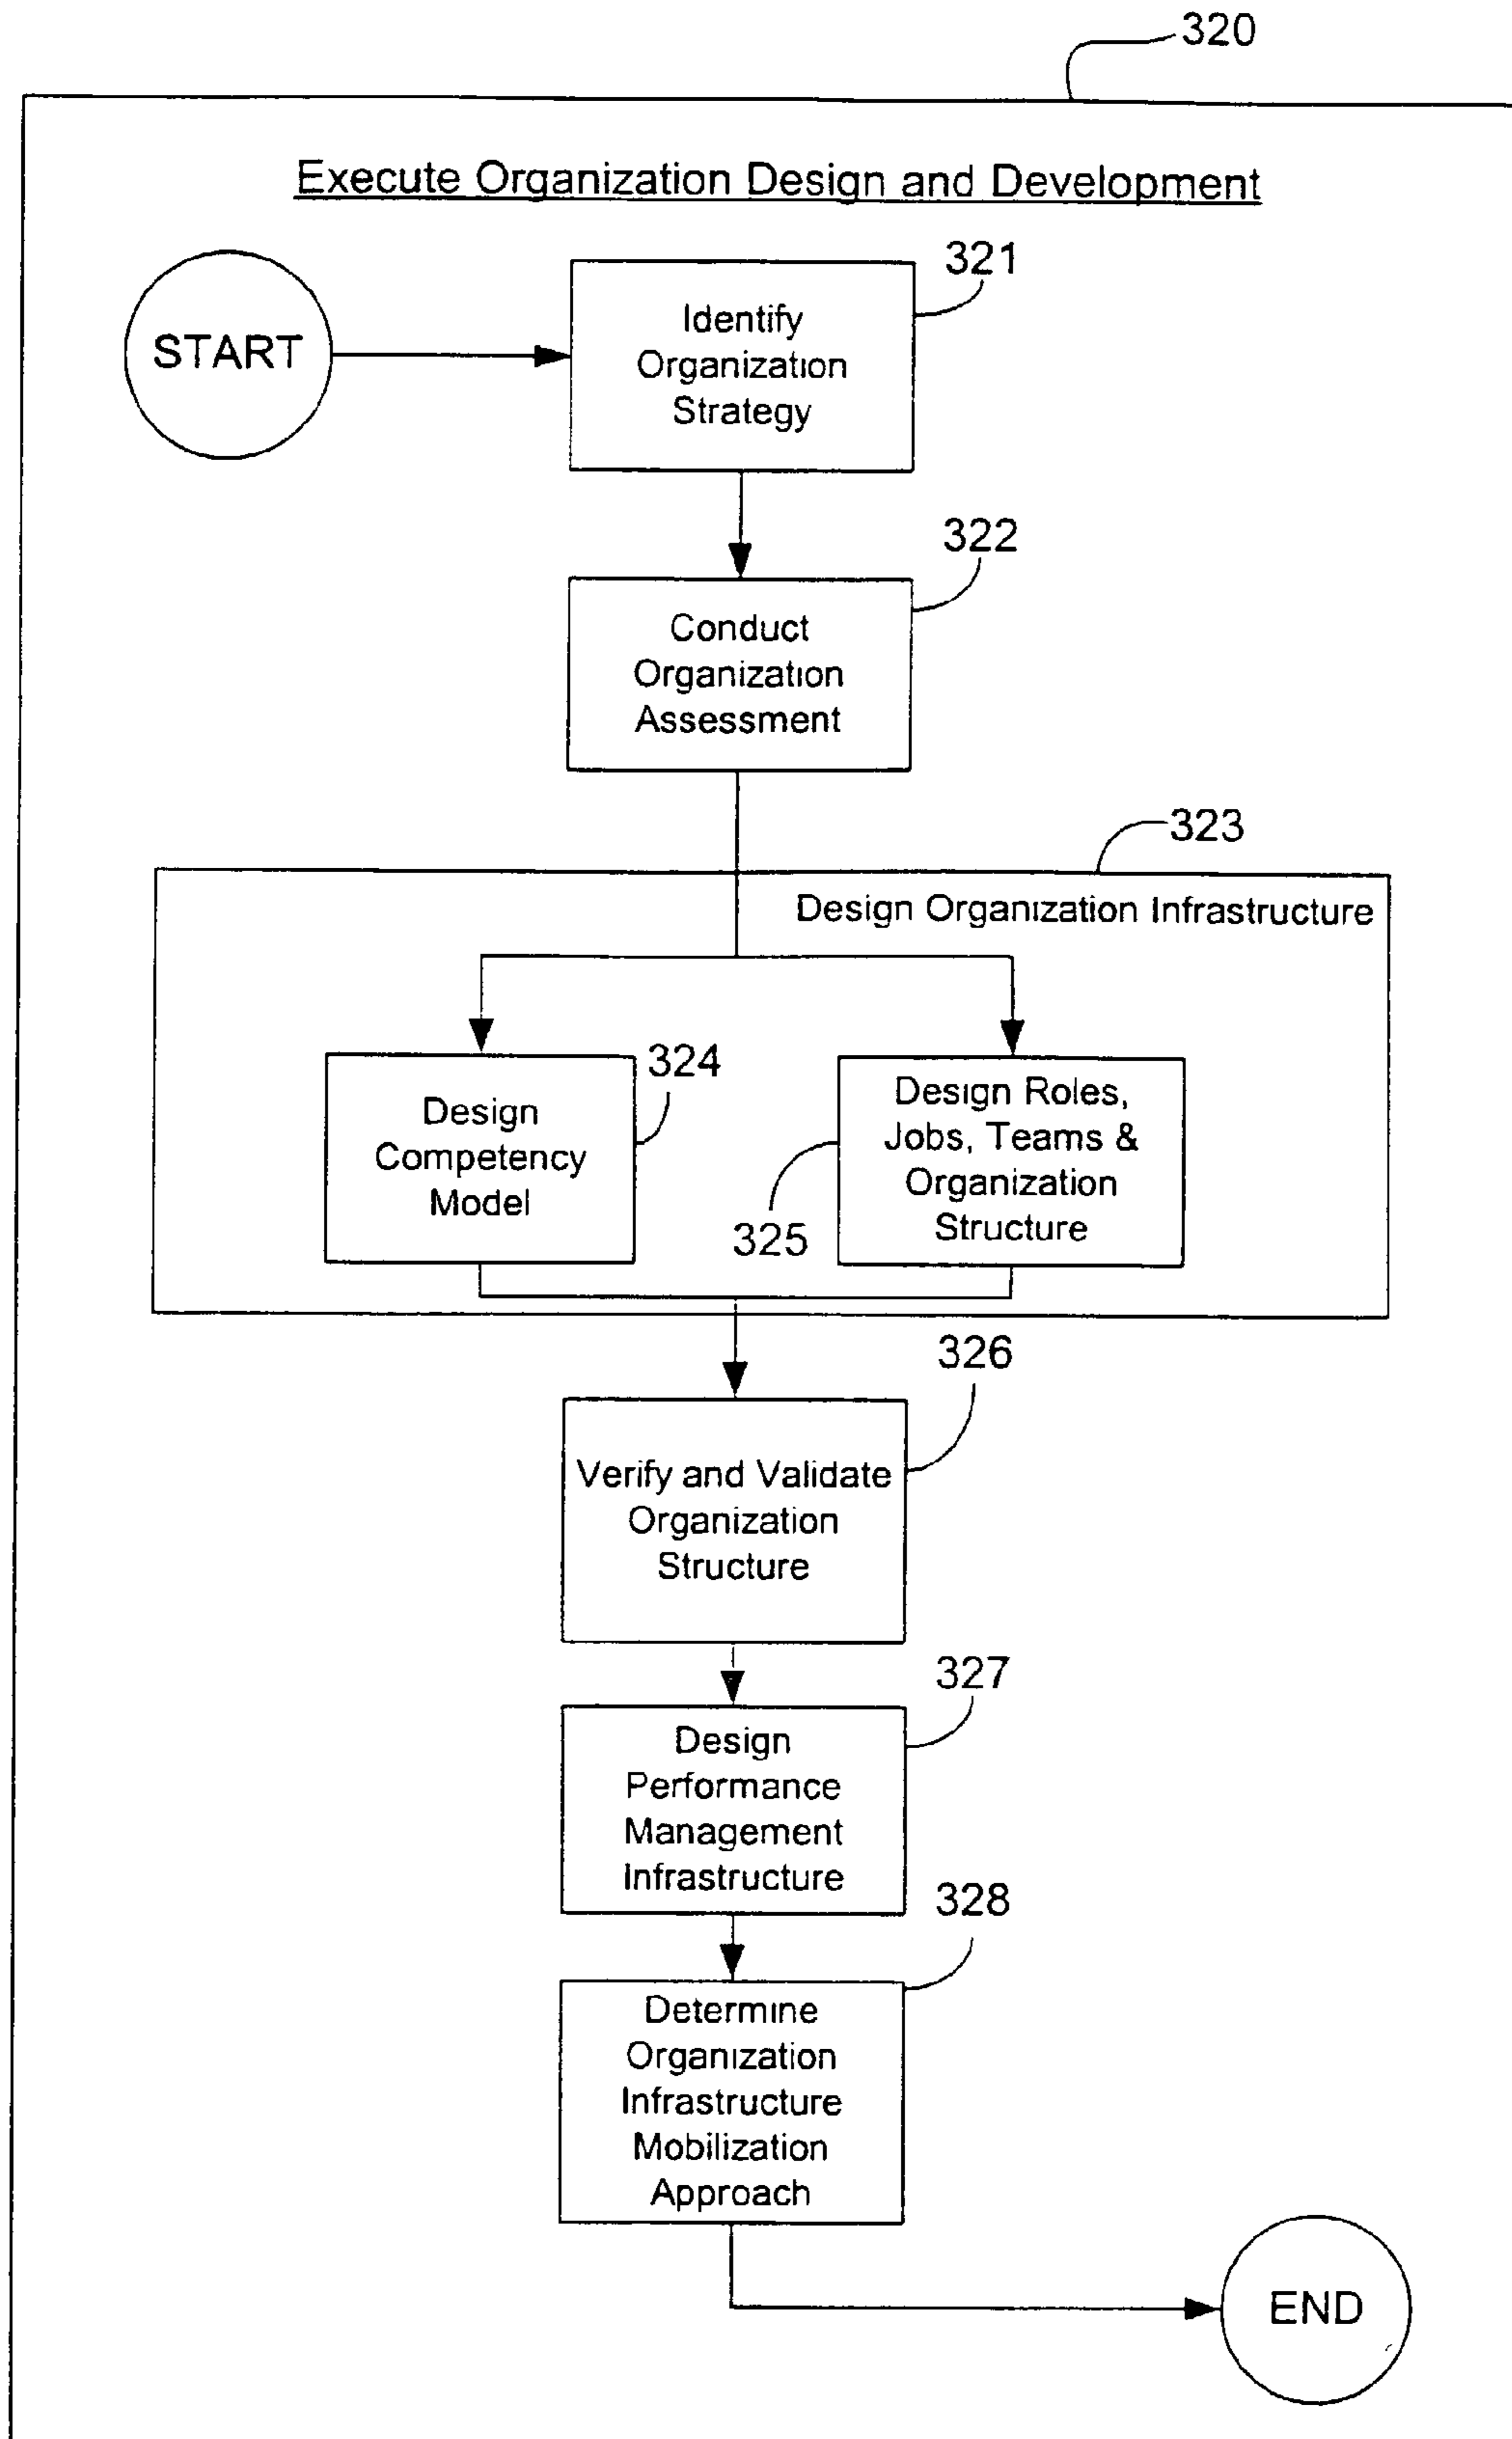 320
Execute Organization Design and Development
START
321
Identify
Organization
Strategy
322
Conduct
Organization
Assessment
323
Design Organization Infrastructure
324
Design
Competency
Model
Design Roles,
Jobs, Teams &
Organization
Structure
325
326
Verify and Validate
Organization
Structure
327
Design
Performance
Management
Infrastructure
328
Determine
Organization
Infrastructure
Mobilization
Approach
END